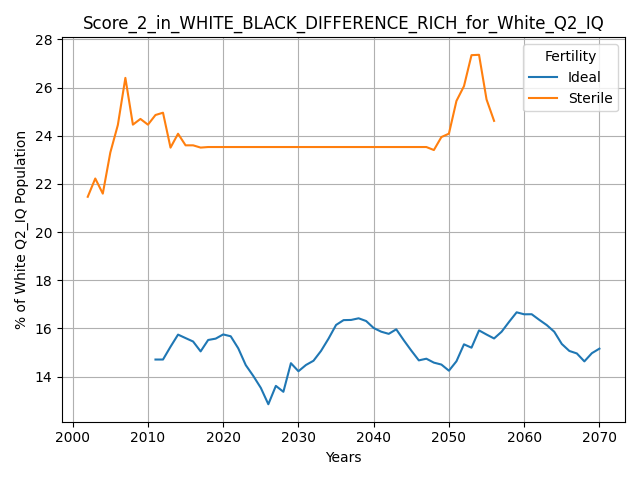 Score_2_in_WHITE_BLACK_DIFFERENCE_RICH_for_White_Q2_IQ
Fertility
Ideal
Sterile
% of White Q2_IQ Population
28
26
24
22
20
18
16
14
2000 2010 2020 2030 2040 2050 2060 2070
Years